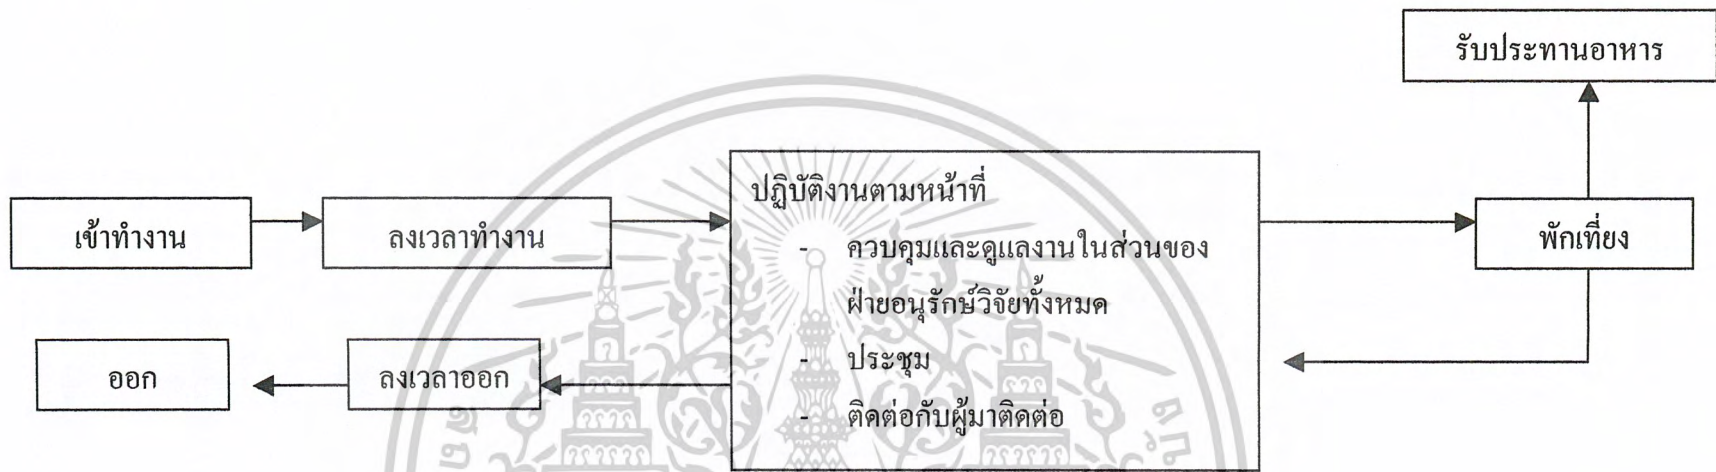 รับประทานอาหาร
เข้าทำงาน
ลงเวลาทำงาน
ปฏิบัติงานตามหน้าที่
- ควบคุมและดูแลงานในส่วนของ
ฝ่ายอนุรักษ์วิจัยทั้งหมด
- ประชุม
- ติดต่อกับผู้มาติดต่อ
พักเที่ยง
ออก
ลงเวลาออก